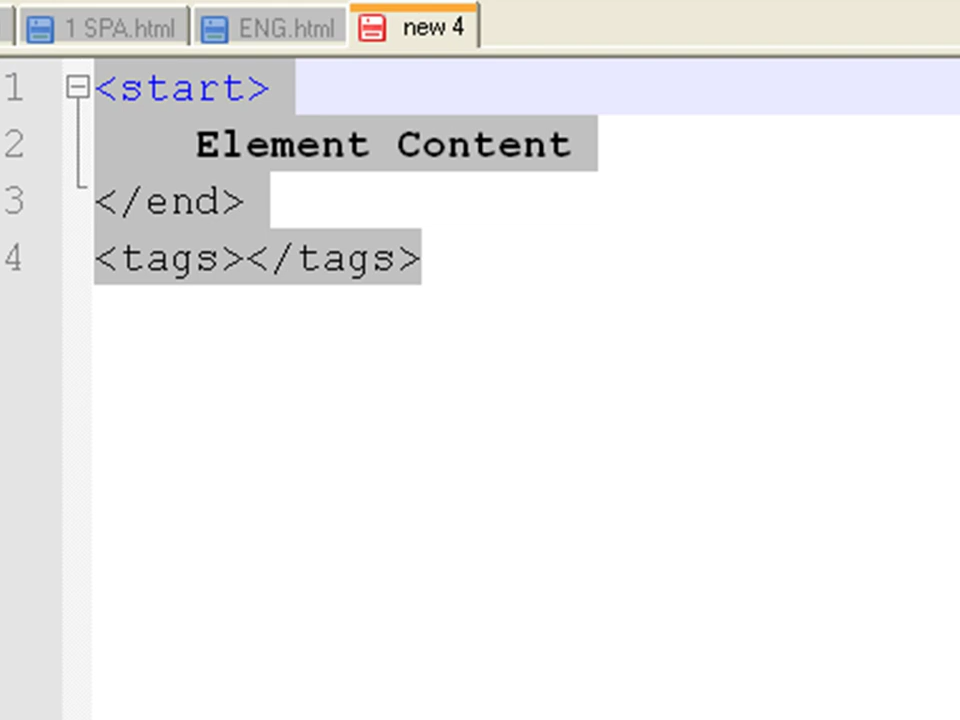 1 SPA.html ENG.html new 4
1 <start>
2 Element Content
3 </end>
4 <tags></tags>